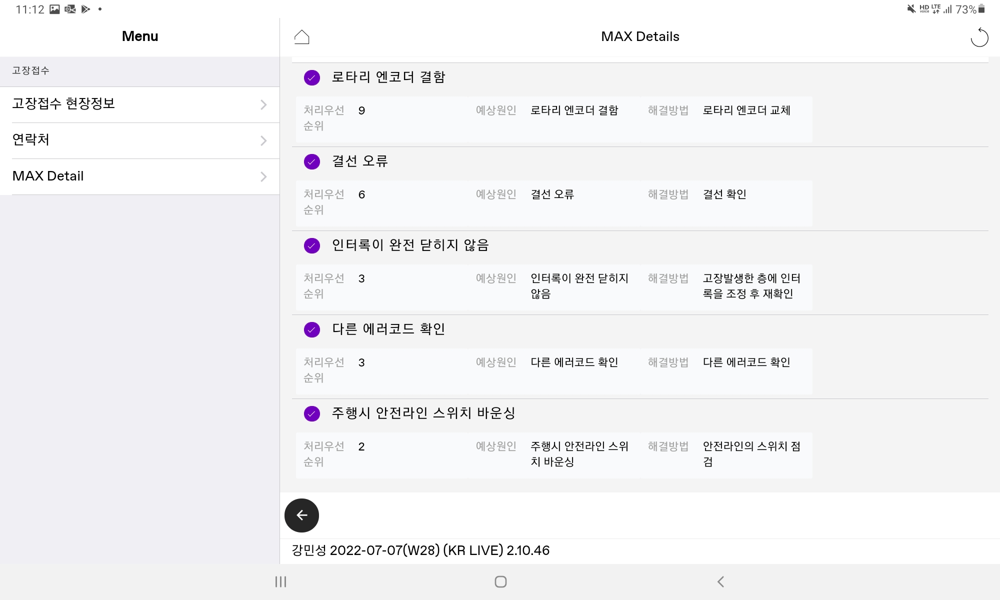 11:12
HD voice LTE 73%
Menu
MAX Details
고장접수
고장접수 현장정보
연락처
MAX Detail
로타리 엔코더 결함
처리우선 9 예상원인 로타리 엔코더 결함 해결방법 로타리 엔코더 교체
순위
결선 오류
처리우선 6 예상원인 결선 오류 해결방법 결선 확인
순위
인터록이 완전 닫히지 않음
처리우선 3 예상원인 인터록이 완전 닫히지 해결방법 고장발생한 층에 인터
순위 않음 록을 조정 후 재확인
다른 에러코드 확인
처리우선 3 예상원인 다른 에러코드 확인 해결방법 다른 에러코드 확인
순위
주행시 안전라인 스위치 바운싱
처리우선 2 예상원인 주행시 안전라인 스위 해결방법 안전라인의 스위치 점
순위 치 바운싱 검
강민성 2022-07-07(W28) (KR LIVE) 2.10.46